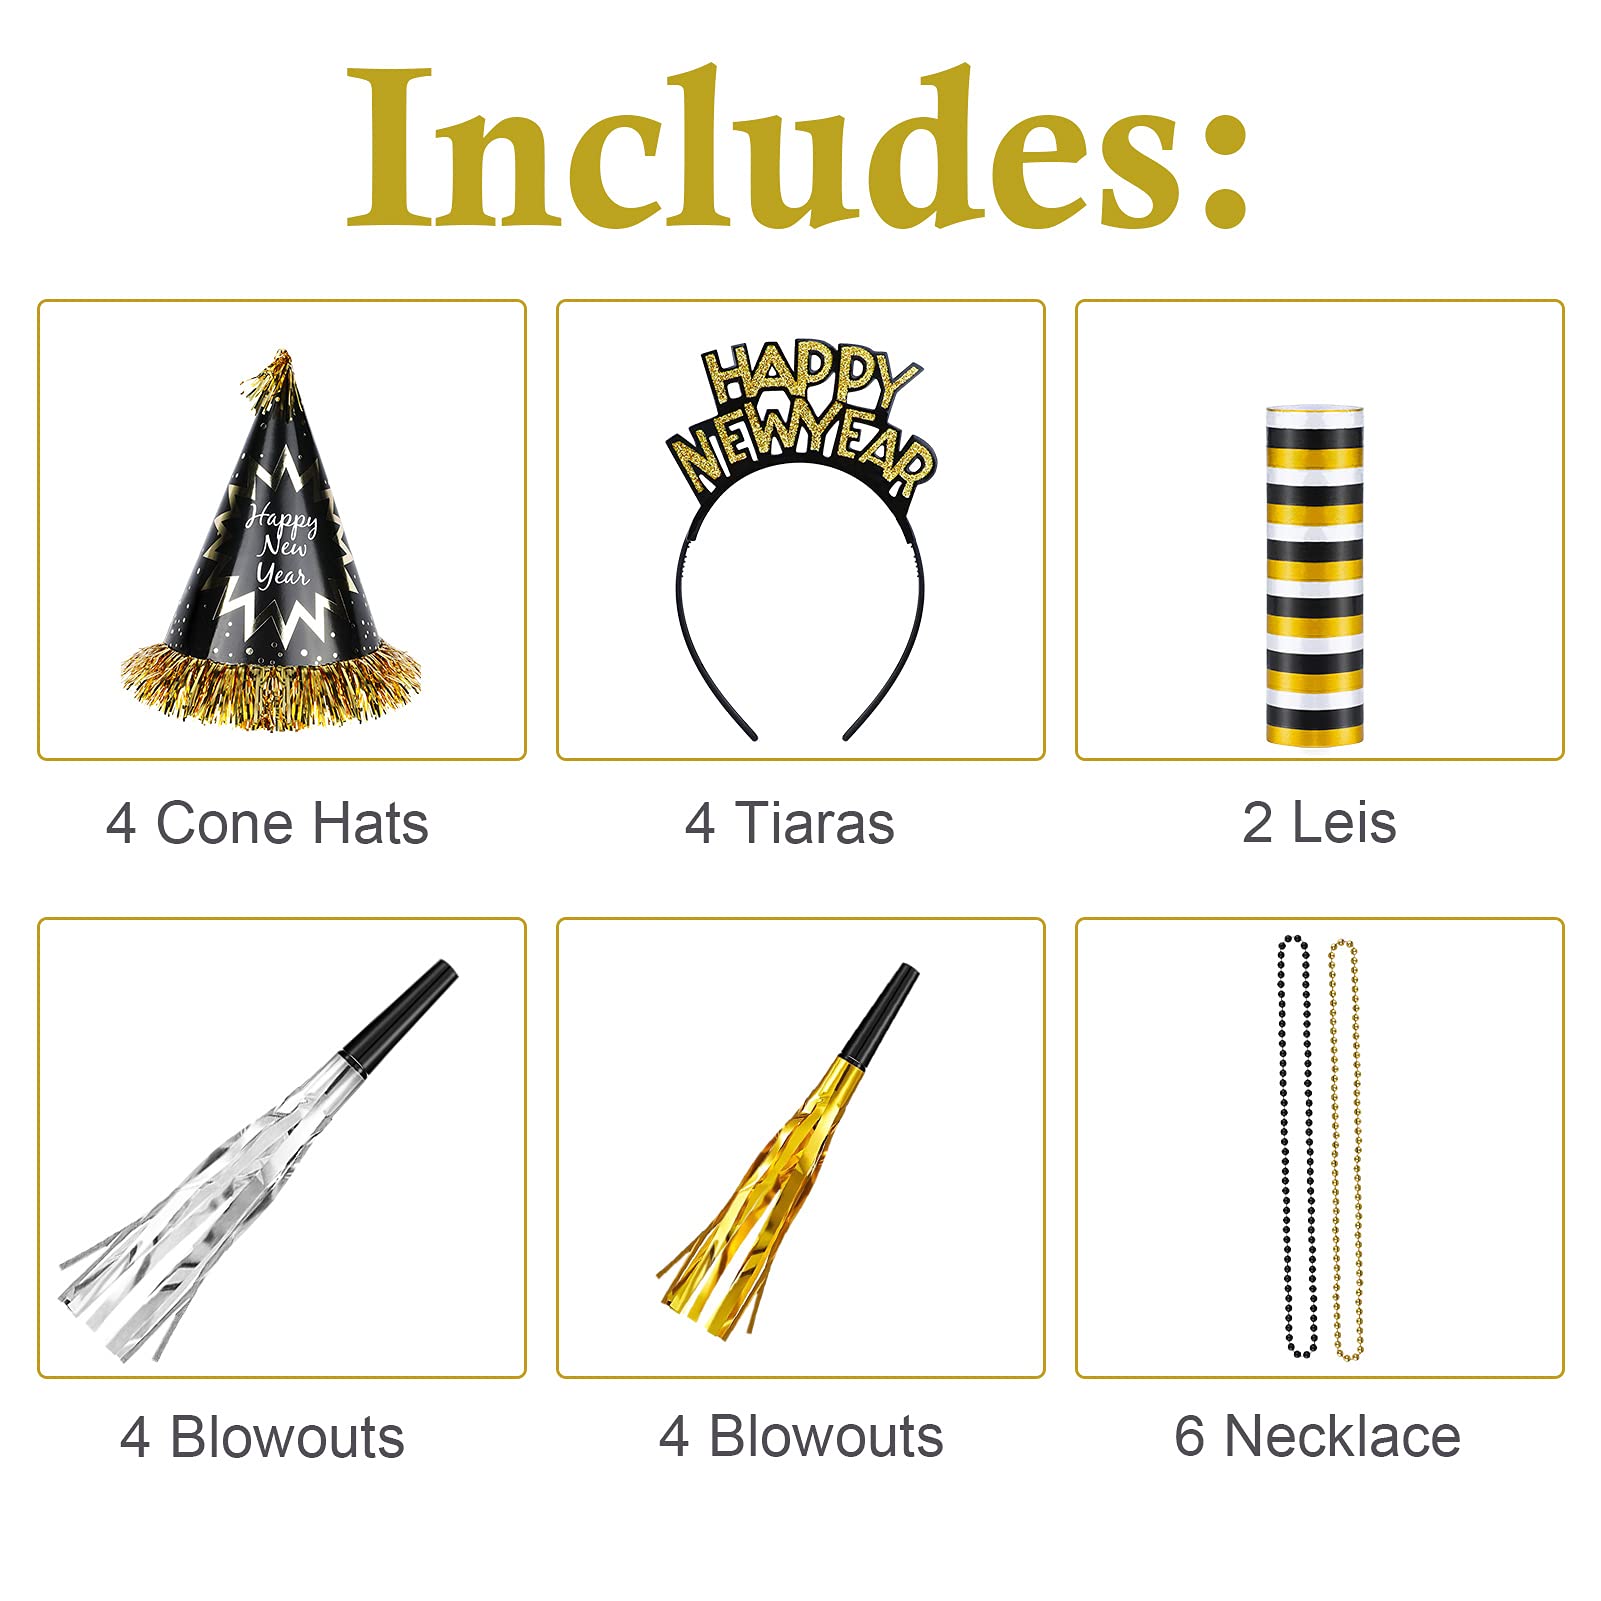 Includes:
Happy
New
Year
HAPPY
NEW YEAR
4 Cone Hats
4 Tiaras
2 Leis
4 Blowouts
4 Blowouts
6 Necklace